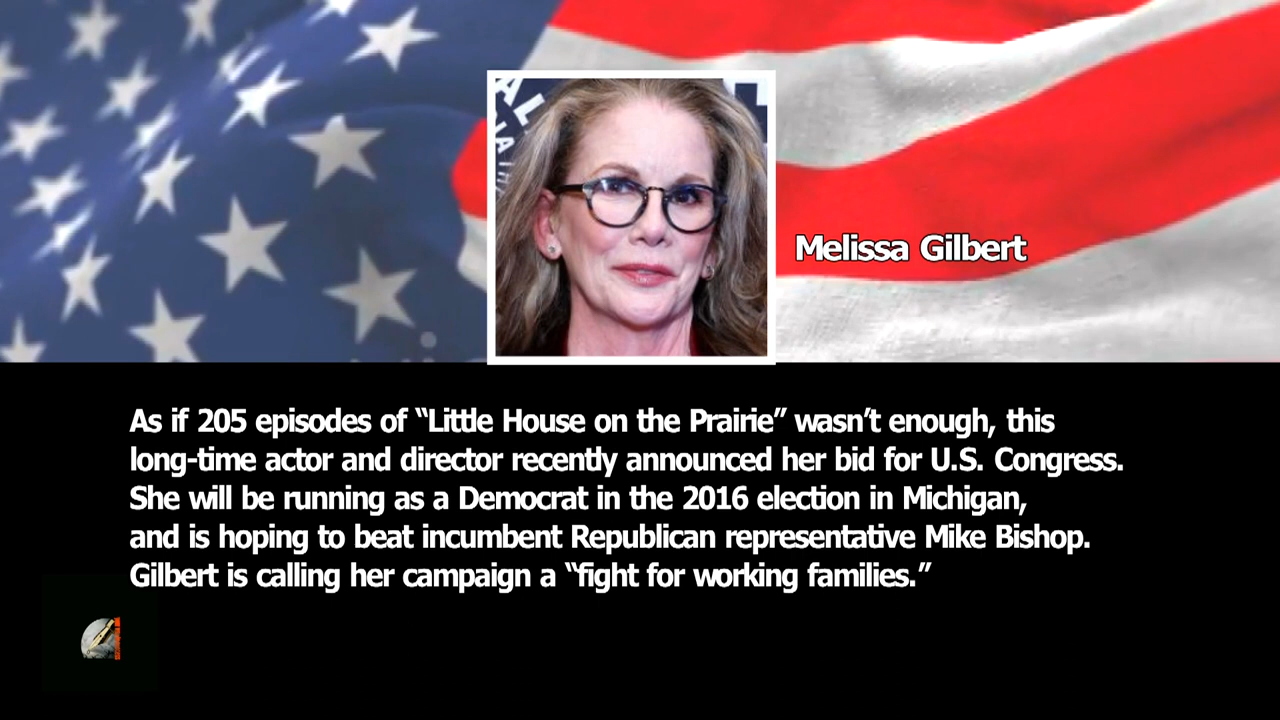 AL
Melissa Gilbert
As if 205 episodes of “Little House on the Prairie” wasn’t enough, this
long-time actor and director recently announced her bid for U.S. Congress.
She will be running as a Democrat in the 2016 election in Michigan,
and is hoping to beat incumbent Republican representative Mike Bishop.
Gilbert is calling her campaign a “fight for working families.”